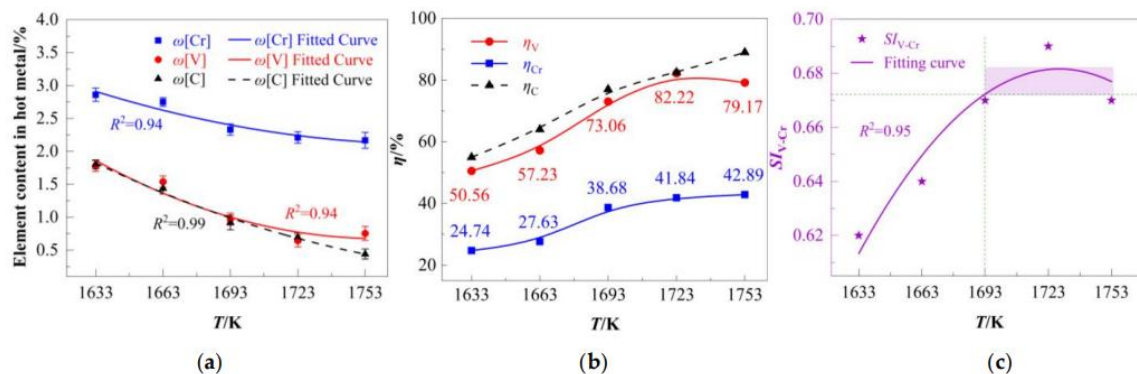 Element content in hot metal/%
4.0
3.5
3.0
2.5
2.0
1.5
1.0
0.5
ω[Cr] ω[Cr] Fitted Curve
ω[V] ω[V] Fitted Curve
ω[C] ω[C] Fitted Curve
R²=0.94
R²=0.99
R²=0.94
1633 1663 1693 1723 1753
T/K
(a)
η/%
100
80
60
40
20
ηV
ηCr
ηC
50.56
57.23
73.06
82.22
79.17
24.74
27.63
38.68
41.84
42.89
1633 1663 1693 1723 1753
T/K
(b)
SIV-Cr
0.70
0.68
0.66
0.64
0.62
SIV-Cr
Fitting curve
R²=0.95
1633 1663 1693 1723 1753
T/K
(c)